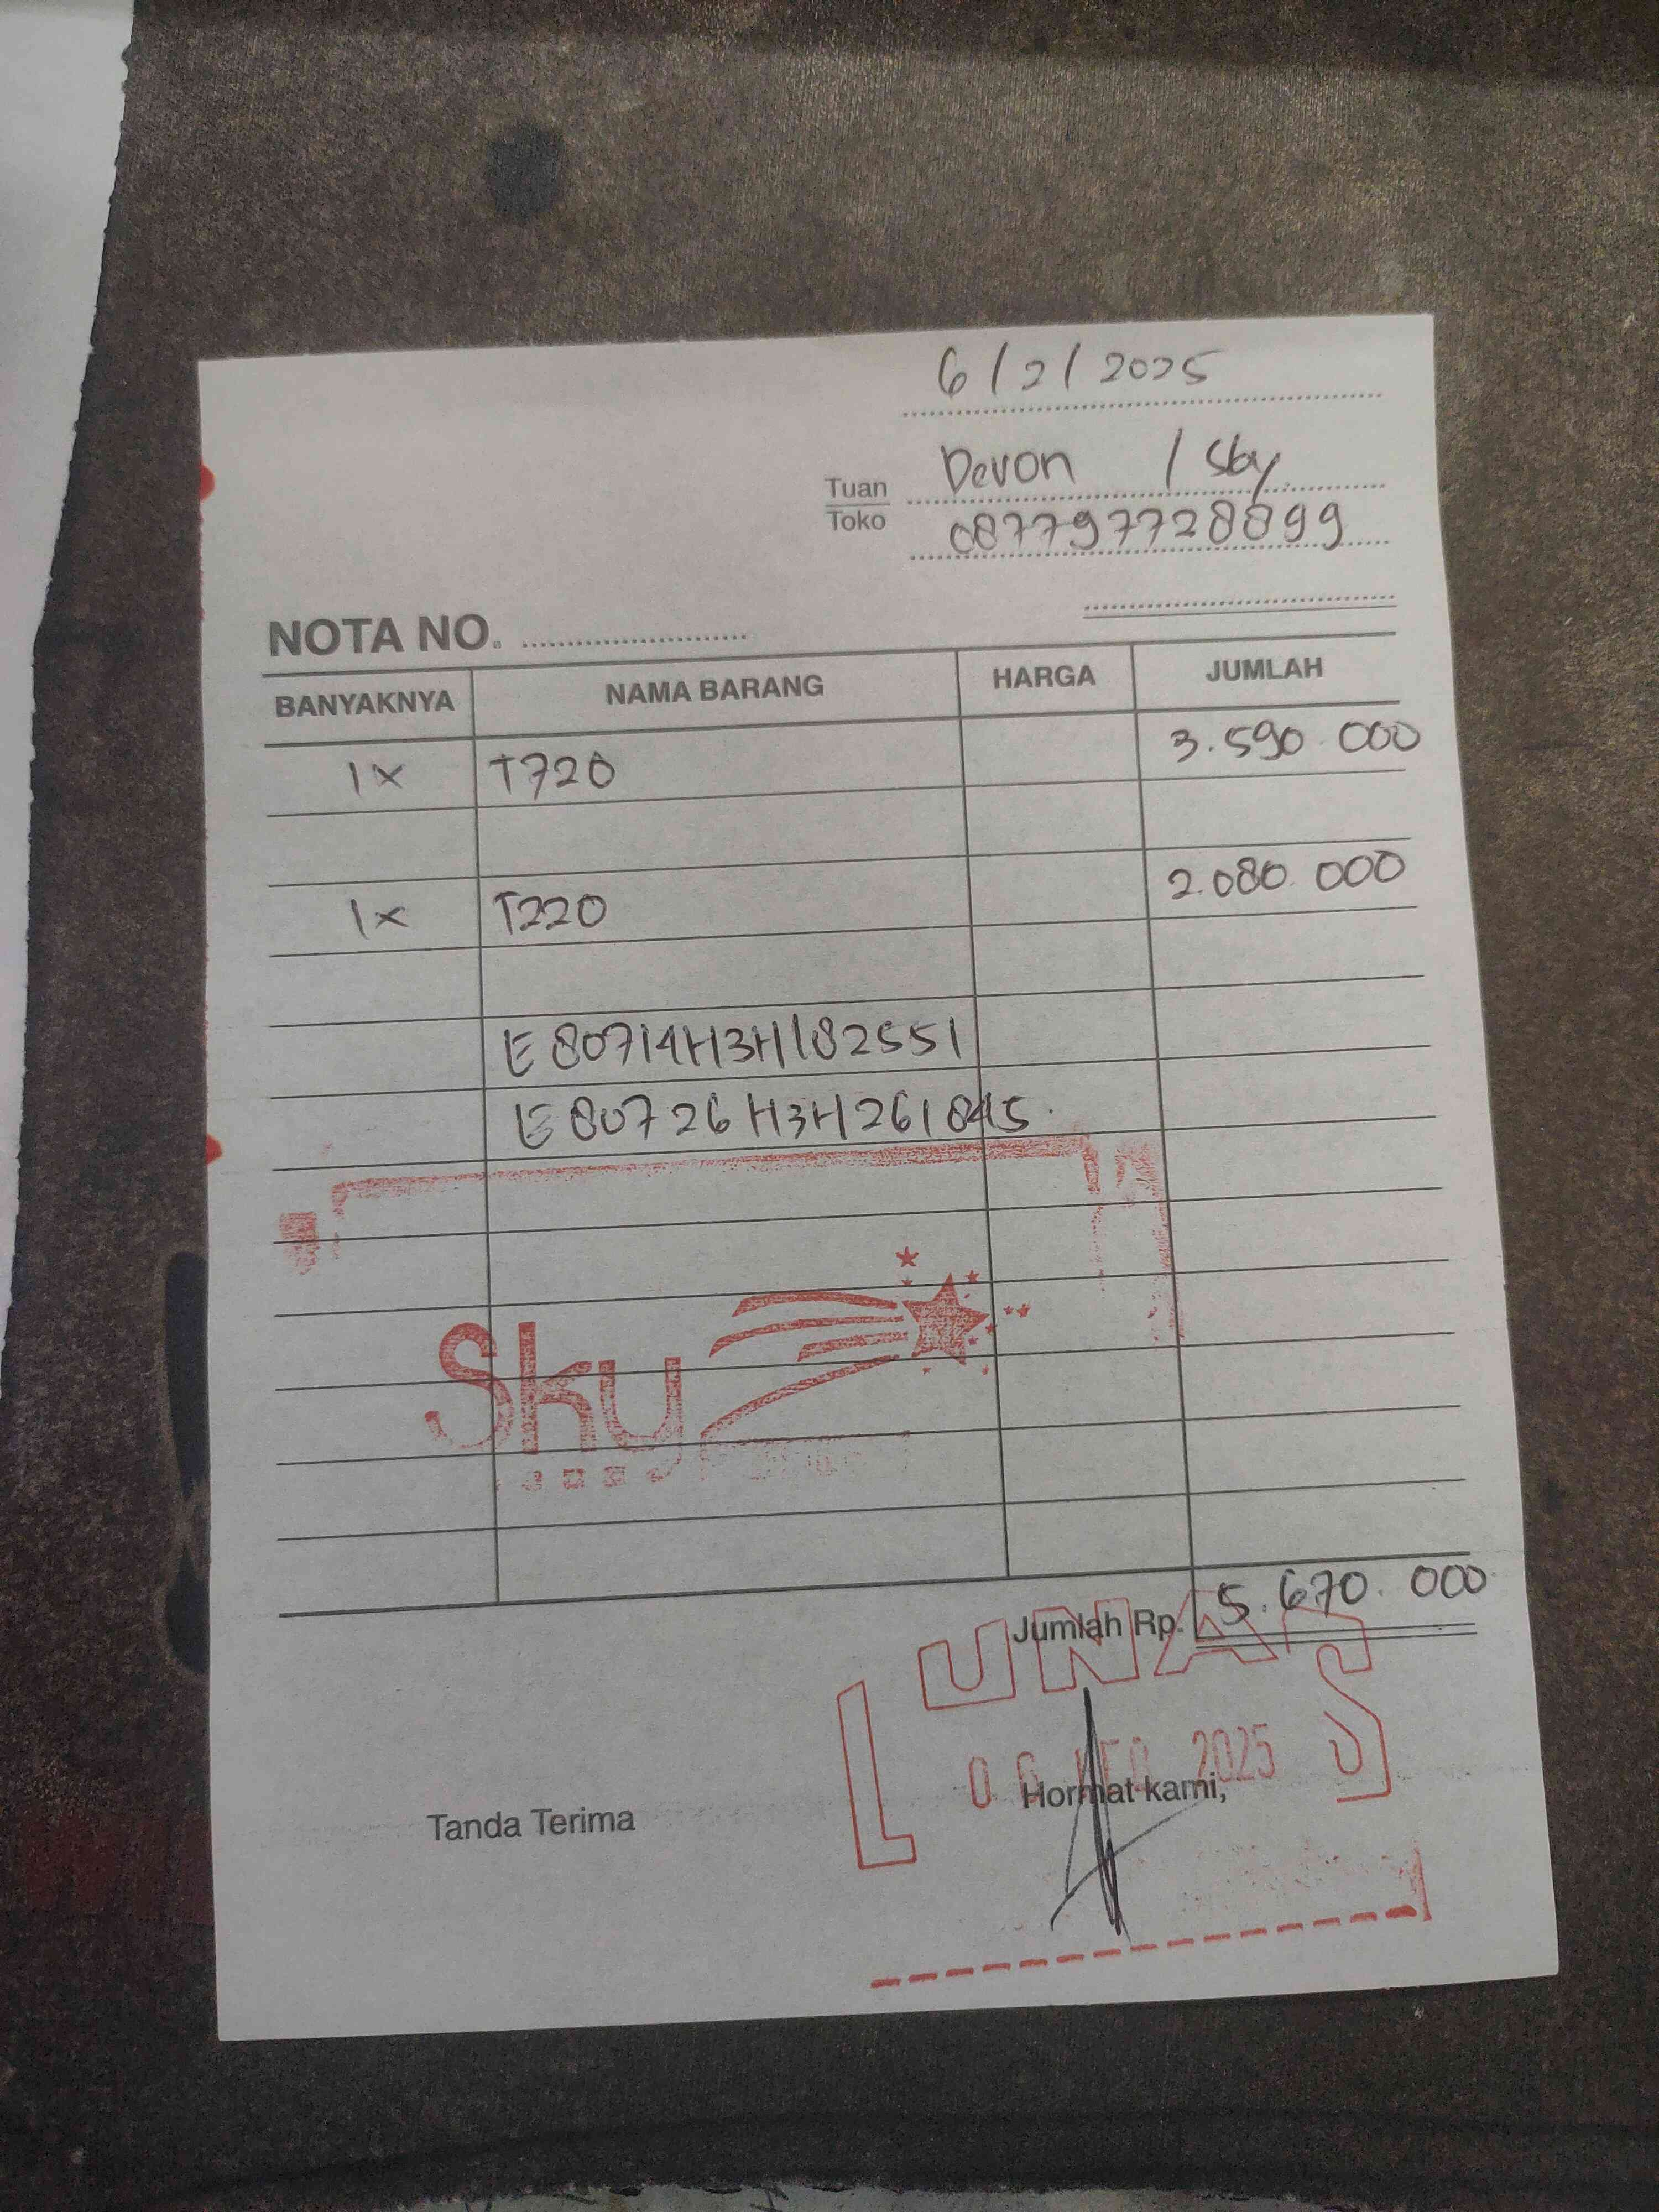 6/2/2025
Tuan Devon / Sby
Toko 087797728899
NOTA NO.
BANYAKNYA NAMA BARANG HARGA JUMLAH
1x T720 3.590.000
1x T220 2.080.000
E80714H3H182551
E80726H3H261845
Sky
Jumlah Rp. 5.670.000
LUNAS
06 FEB 2025
Tanda Terima Hormat kami,